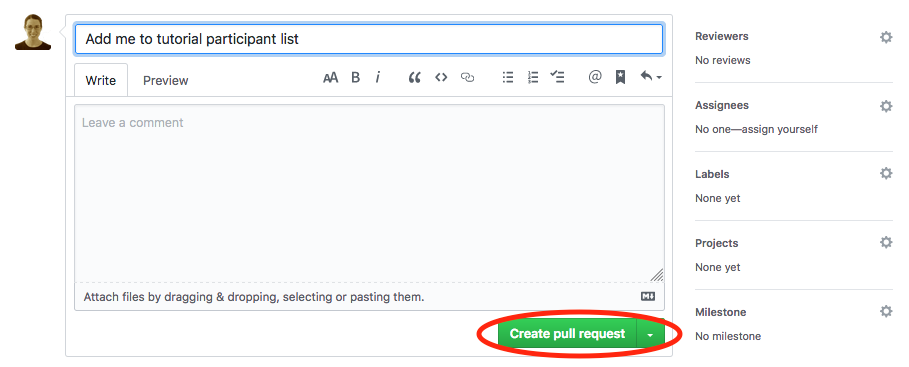 Add me to tutorial participant list
Write
Preview
AA B i “ <> @
Leave a comment
Attach files by dragging & dropping, selecting or pasting them.
Create pull request
Reviewers
No reviews
Assignees
No one—assign yourself
Labels
None yet
Projects
None yet
Milestone
No milestone